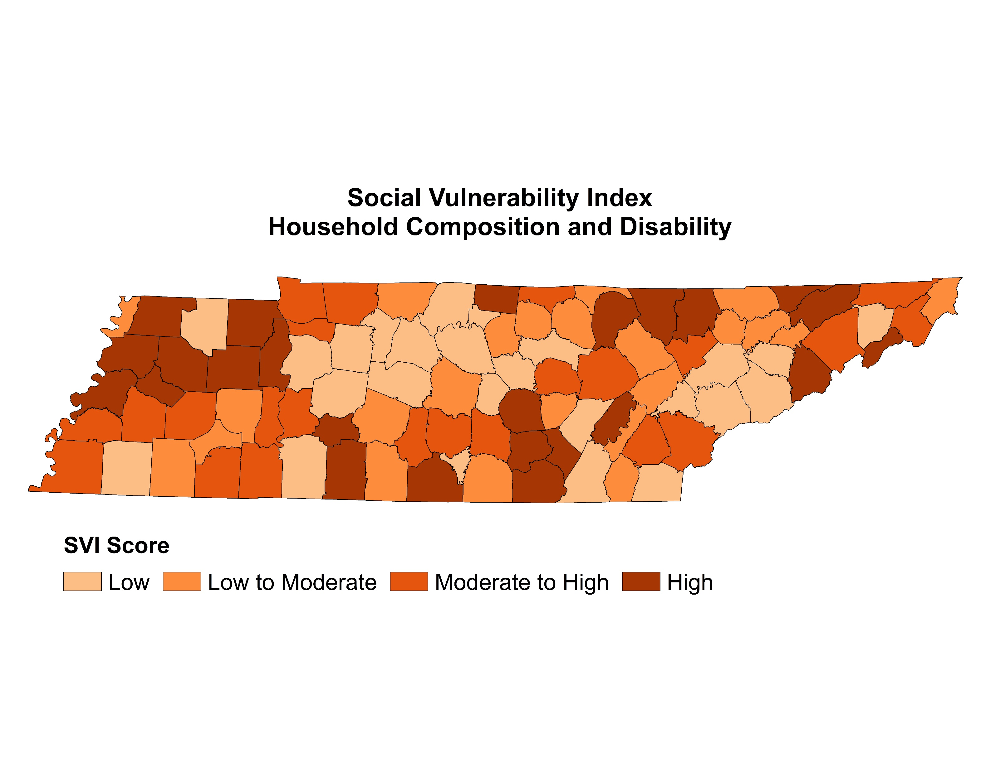 Social Vulnerability Index
Household Composition and Disability
SVI Score
Low Low to Moderate Moderate to High High